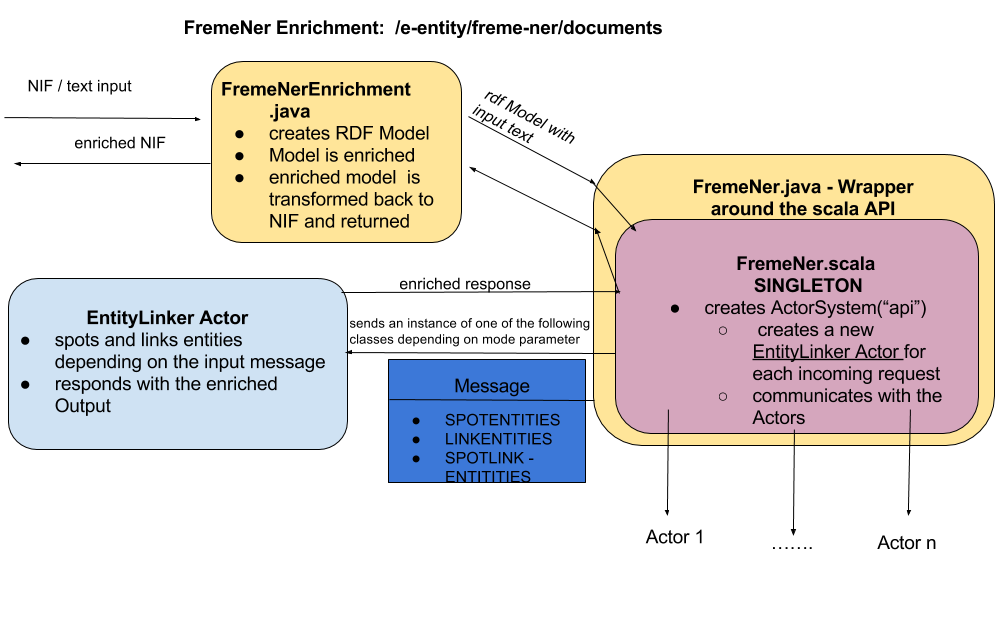 FremeNer Enrichment:  /e-entity/freme-ner/documents
NIF / text input
enriched NIF
FremeNerEnrichment
.java
● creates RDF Model
● Model is enriched
● enriched model  is
transformed back to
NIF and returned
rdf Model with
input text
FremeNer.java - Wrapper
around the scala API
FremeNer.scala
SINGLETON
● creates ActorSystem(“api”)
○ creates a new
EntityLinker Actor for
each incoming request
○ communicates with the
Actors
enriched response
sends an instance of one of the following
classes depending on mode parameter
EntityLinker Actor
● spots and links entities
depending on the input message
● responds with the enriched
Output
Message
● SPOTENTITIES
● LINKENTITIES
● SPOTLINK -
ENTITITIES
Actor 1
…….
Actor n